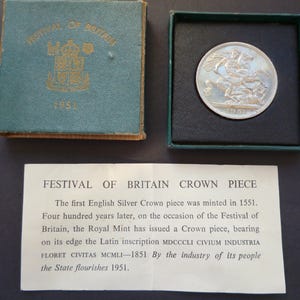 FESTIVAL OF BRITAIN
1951
FESTIVAL OF BRITAIN CROWN PIECE
The first English Silver Crown piece was minted in 1551.
Four hundred years later, on the occasion of the Festival of
Britain, the Royal Mint has issued a Crown piece, bearing
on its edge the Latin inscription MDCCCLI CIVIUM INDUSTRIA
FLORET CIVITAS MCMLI—1851 By the industry of its people
the State flourishes 1951.